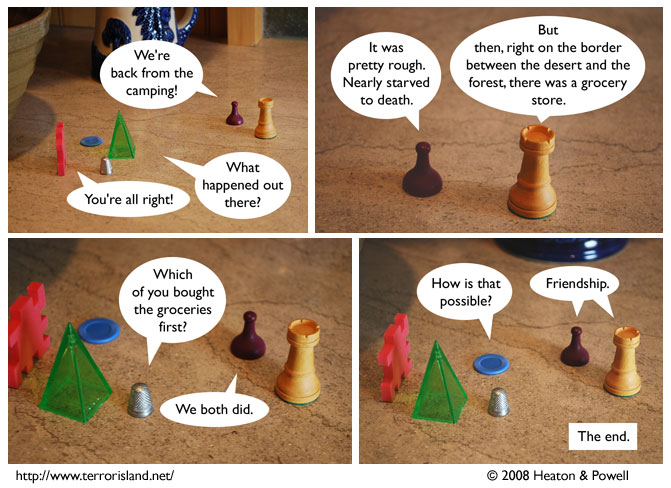 We're
back from the
camping!
What
happened out
there?
You're all right!
It was
pretty rough.
Nearly starved
to death.
But
then, right on the border
between the desert and the
forest, there was a grocery
store.
Which
of you bought
the groceries
first?
We both did.
How is that
possible?
Friendship.
The end.
http://www.terrorisland.net/
© 2008 Heaton & Powell